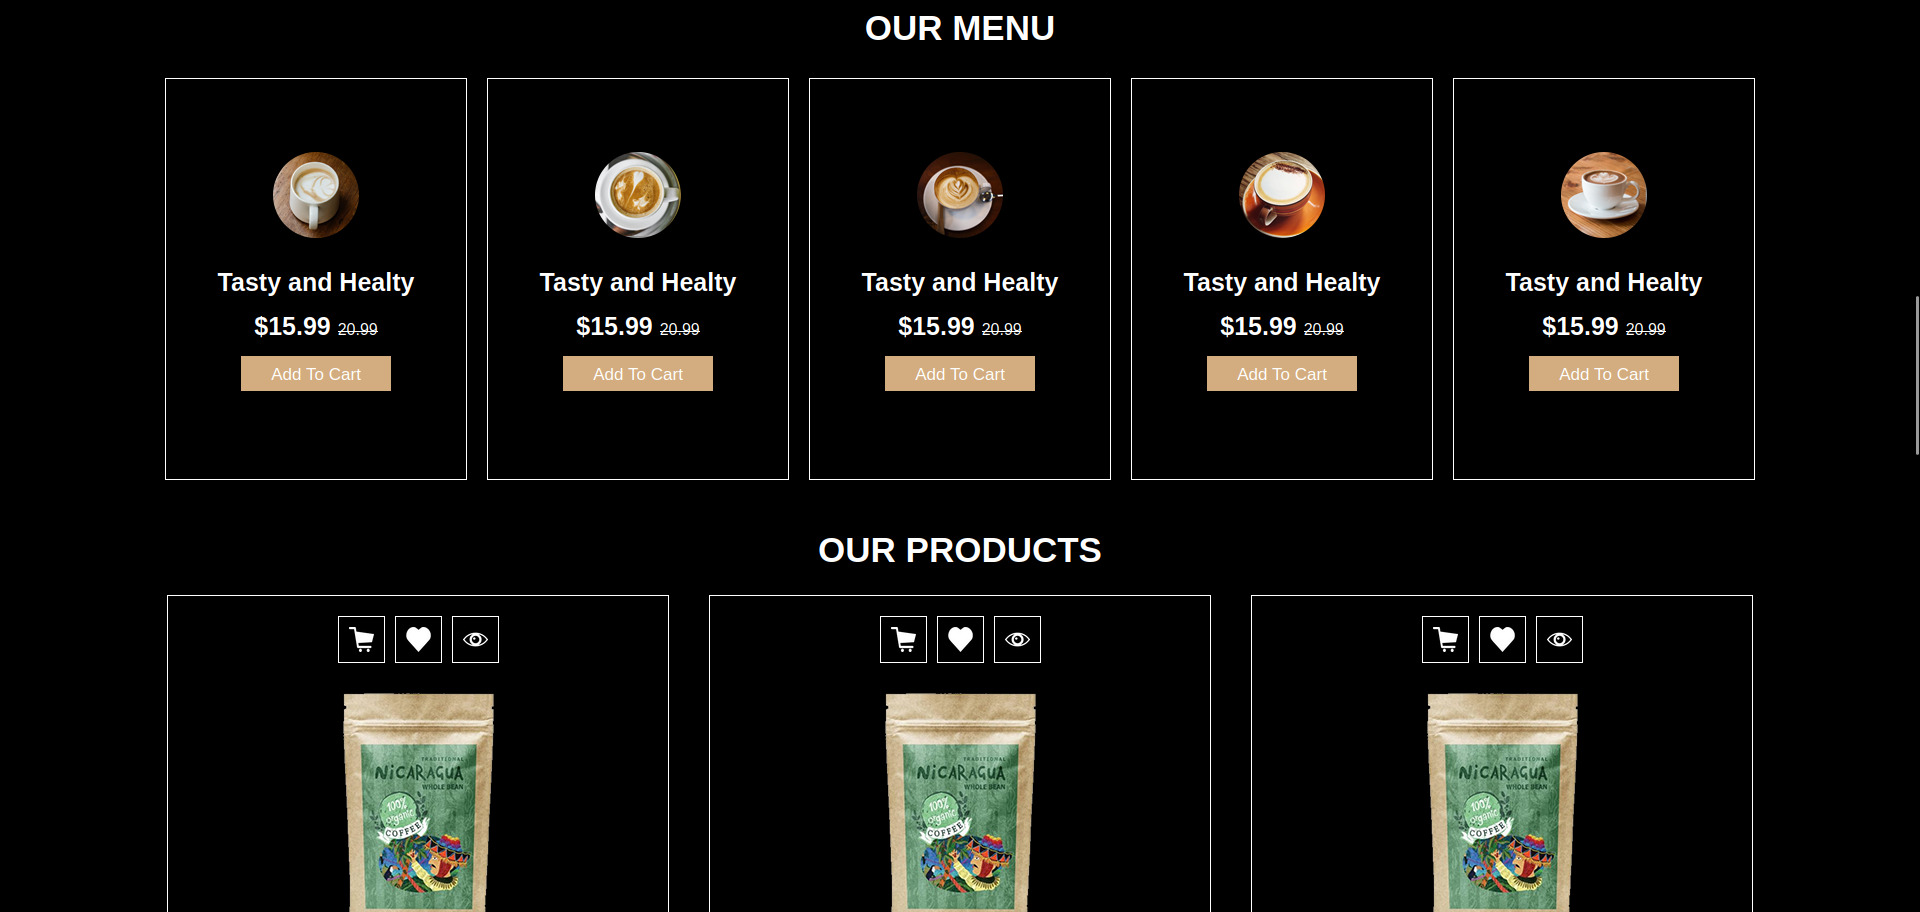 OUR MENU
Tasty and Healty
$15.99 20.99
Add To Cart
Tasty and Healty
$15.99 20.99
Add To Cart
Tasty and Healty
$15.99 20.99
Add To Cart
Tasty and Healty
$15.99 20.99
Add To Cart
Tasty and Healty
$15.99 20.99
Add To Cart
OUR PRODUCTS
TRADITIONAL
NiCARAGUA
WHOLE BEAN
100%
organic
COFFEE
TRADITIONAL
NiCARAGUA
WHOLE BEAN
100%
organic
COFFEE
TRADITIONAL
NiCARAGUA
WHOLE BEAN
100%
organic
COFFEE